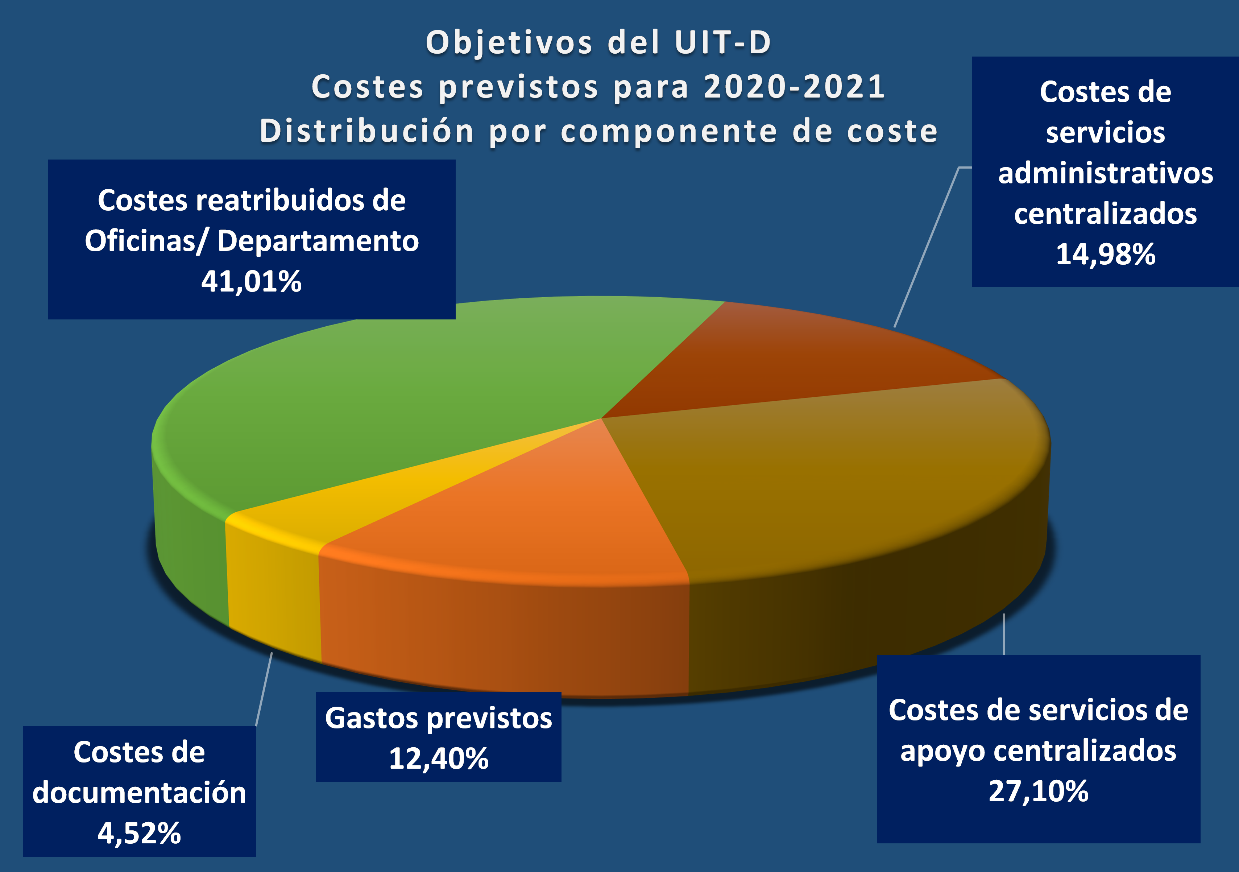 Objetivos del UIT-D
Costes previstos para 2020-2021
Distribución por componente de coste
Costes de
servicios
administrativos
centralizados
14,98%
Costes reatribuidos de
Oficinas/ Departamento
41,01%
Costes de servicios de
apoyo centralizados
27,10%
Gastos previstos
12,40%
Costes de
documentación
4,52%